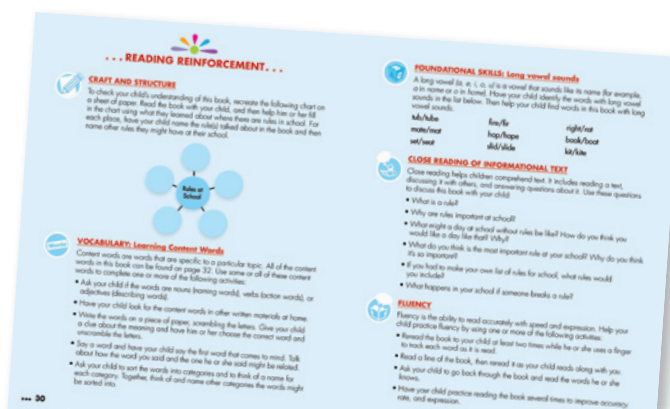 ...READING REINFORCEMENT...
CRAFT AND STRUCTURE
To check your child's understanding of this book, recreate the following chart on
a sheet of paper. Read the book with your child, and then help him or her fill
in the chart using what they learned about where there are rules in school. For
each place, have your child name the rule(s) talked about in the book and then
name other rules they might have at their school.
Rules at
School
Words
VOCABULARY: Learning Content Words
Content words are words that are specific to a particular topic. All of the content
words in this book can be found on page 32. Use some or all of these content
words to complete one or more of the following activities:
• Ask your child if the words are nouns (naming words), verbs (action words), or
adjectives (describing words).
• Have your child look for the content words in other written materials at home.
• Write the words on a piece of paper, scrambling the letters. Give your child
a clue about the meaning and have him or her choose the correct word and
unscramble the letters.
• Say a word and have your child say the first word that comes to mind. Talk
about how the word you said and the one he or she said might be related.
• Ask your child to sort the words into categories and to think of a name for
each category. Together, think of and name other categories the words might
be sorted into.
••• 30
FOUNDATIONAL SKILLS: Long vowel sounds
A long vowel (a, e, i, o, u) is a vowel that sounds like its name (for example,
a in name or o in home). Have your child identify the words with long vowel
sounds in the list below. Then help your child find words in this book with long
vowel sounds.
tub/tube fire/fir right/rat
mate/mat hop/hope book/boat
set/seat slid/slide kit/kite
CLOSE READING OF INFORMATIONAL TEXT
Close reading helps children comprehend text. It includes reading a text,
discussing it with others, and answering questions about it. Use these questions
to discuss this book with your child:
• What is a rule?
• Why are rules important at school?
• What might a day at school without rules be like? How do you think you
would like a day like that? Why?
• What do you think is the most important rule at your school? Why do you think
it's so important?
• If you had to make your own list of rules for school, what rules would
you include?
• What happens in your school if someone breaks a rule?
FLUENCY
Fluency is the ability to read accurately with speed and expression. Help your
child practice fluency by using one or more of the following activities:
• Reread the book to your child at least two times while he or she uses a finger
to track each word as it is read.
• Read a line of the book, then reread it as your child reads along with you.
• Ask your child to go back through the book and read the words he or she
knows.
• Have your child practice reading the book several times to improve accuracy,
rate, and expression.